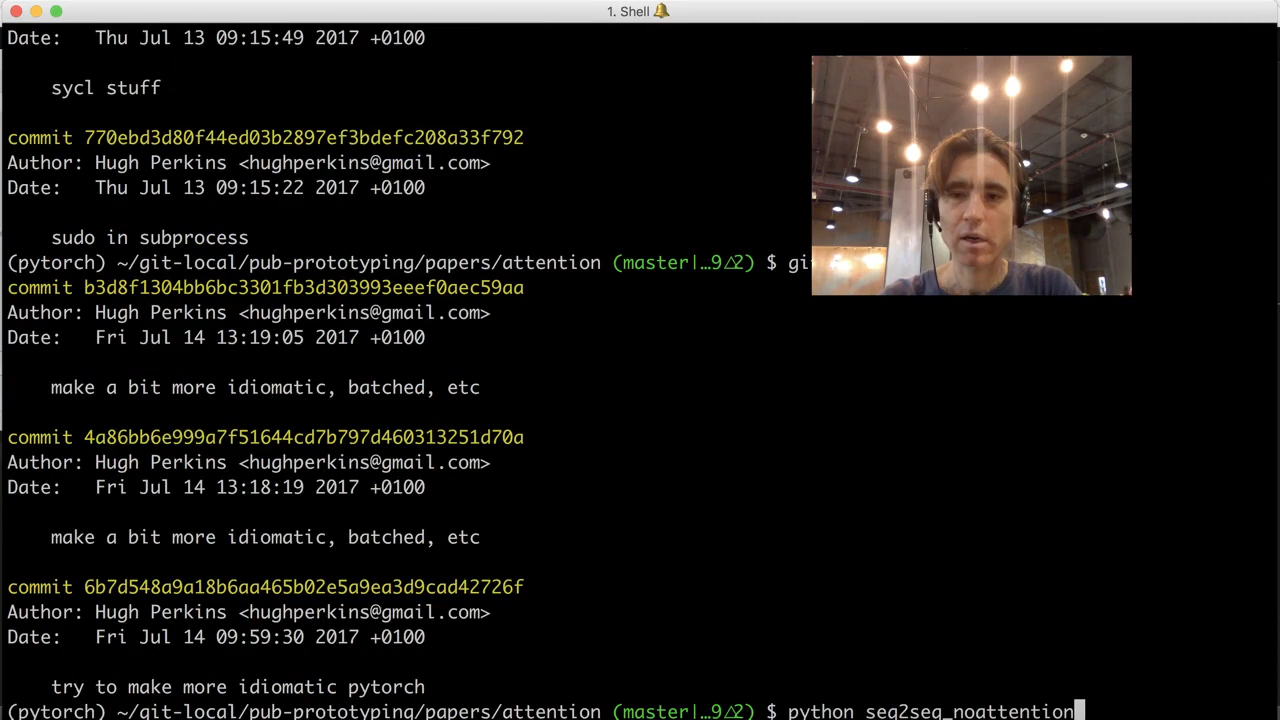 1. Shell
Date:   Thu Jul 13 09:15:49 2017 +0100
sycl stuff
commit 770ebd3d80f44ed03b2897ef3bdefc208a33f792
Author: Hugh Perkins <hughperkins@gmail.com>
Date:   Thu Jul 13 09:15:22 2017 +0100
sudo in subprocess
(pytorch) ~/git-local/pub-prototyping/papers/attention (master|…9△2) $ gi
commit b3d8f1304bb6bc3301fb3d303993eeef0aec59aa
Author: Hugh Perkins <hughperkins@gmail.com>
Date:   Fri Jul 14 13:19:05 2017 +0100
make a bit more idiomatic, batched, etc
commit 4a86bb6e999a7f51644cd7b797d460313251d70a
Author: Hugh Perkins <hughperkins@gmail.com>
Date:   Fri Jul 14 13:18:19 2017 +0100
make a bit more idiomatic, batched, etc
commit 6b7d548a9a18b6aa465b02e5a9ea3d9cad42726f
Author: Hugh Perkins <hughperkins@gmail.com>
Date:   Fri Jul 14 09:59:30 2017 +0100
try to make more idiomatic pytorch
(pytorch) ~/git-local/pub-prototyping/papers/attention (master|…9△2) $ python seq2seq_noattention